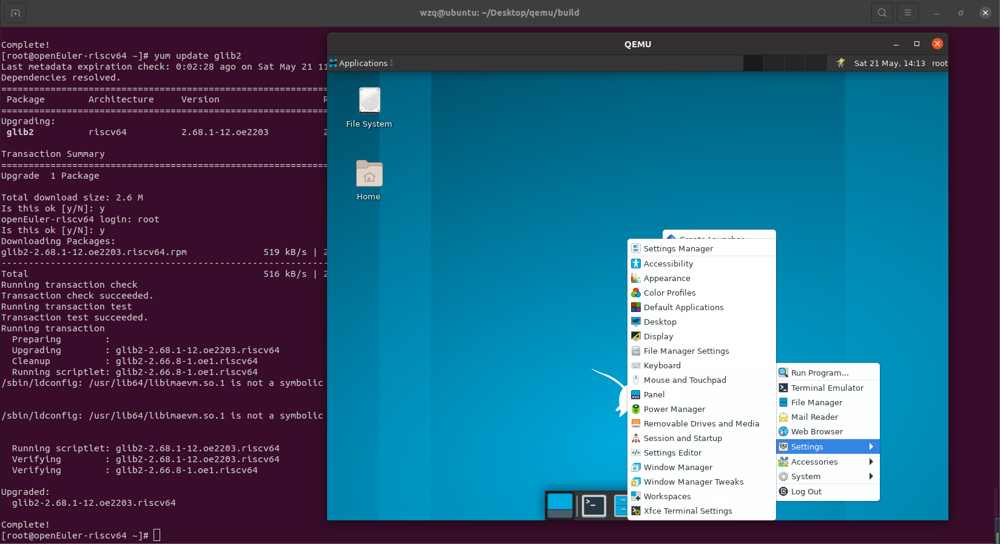 wzq@ubuntu: ~/Desktop/qemu/build
Complete!
[root@openEuler-riscv64 ~]# yum update glib2
Last metadata expiration check: 0:02:28 ago on Sat May 21 11
Dependencies resolved.
================================================================
Package Architecture Version
================================================================
Upgrading:
glib2 riscv64 2.68.1-12.oe2203 2
Transaction Summary
================================================================
Upgrade 1 Package
Total download size: 2.6 M
Is this ok [y/N]: y
openEuler-riscv64 login: root
Is this ok [y/N]: y
Downloading Packages:
glib2-2.68.1-12.oe2203.riscv64.rpm 519 kB/s | 2
----------------------------------------------------------------
Total 516 kB/s | 2
Running transaction check
Transaction check succeeded.
Running transaction test
Transaction test succeeded.
Running transaction
Preparing :
Upgrading : glib2-2.68.1-12.oe2203.riscv64
Cleanup : glib2-2.66.8-1.oe1.riscv64
Running scriptlet: glib2-2.66.8-1.oe1.riscv64
/sbin/ldconfig: /usr/lib64/libimaevm.so.1 is not a symbolic
/sbin/ldconfig: /usr/lib64/libimaevm.so.1 is not a symbolic
Running scriptlet: glib2-2.68.1-12.oe2203.riscv64
Verifying : glib2-2.68.1-12.oe2203.riscv64
Verifying : glib2-2.66.8-1.oe1.riscv64
Upgraded:
glib2-2.68.1-12.oe2203.riscv64
Complete!
[root@openEuler-riscv64 ~]#
QEMU
Applications
Sat 21 May, 14:13 root
File System
Home
Create Launcher
Settings Manager
Accessibility
Appearance
Color Profiles
Default Applications
Desktop
Display
File Manager Settings
Keyboard
Mouse and Touchpad
Panel
Power Manager
Removable Drives and Media
Session and Startup
Settings Editor
Window Manager
Window Manager Tweaks
Workspaces
Xfce Terminal Settings
Run Program...
Terminal Emulator
File Manager
Mail Reader
Web Browser
Settings
Accessories
System
Log Out